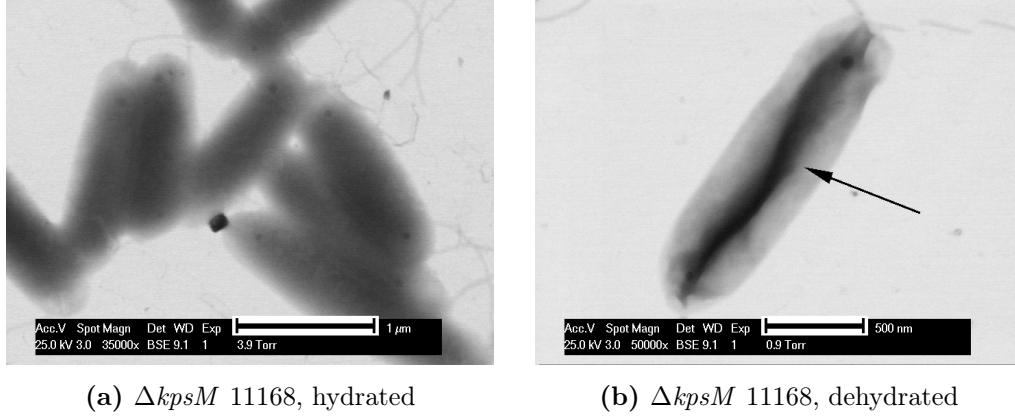 Acc.V Spot Magn Det WD Exp 1 µm
25.0 kV 3.0 35000x BSE 9.1 1 3.9 Torr
Acc.V Spot Magn Det WD Exp 500 nm
25.0 kV 3.0 50000x BSE 9.1 1 0.9 Torr
(a) ΔkpsM 11168, hydrated
(b) ΔkpsM 11168, dehydrated